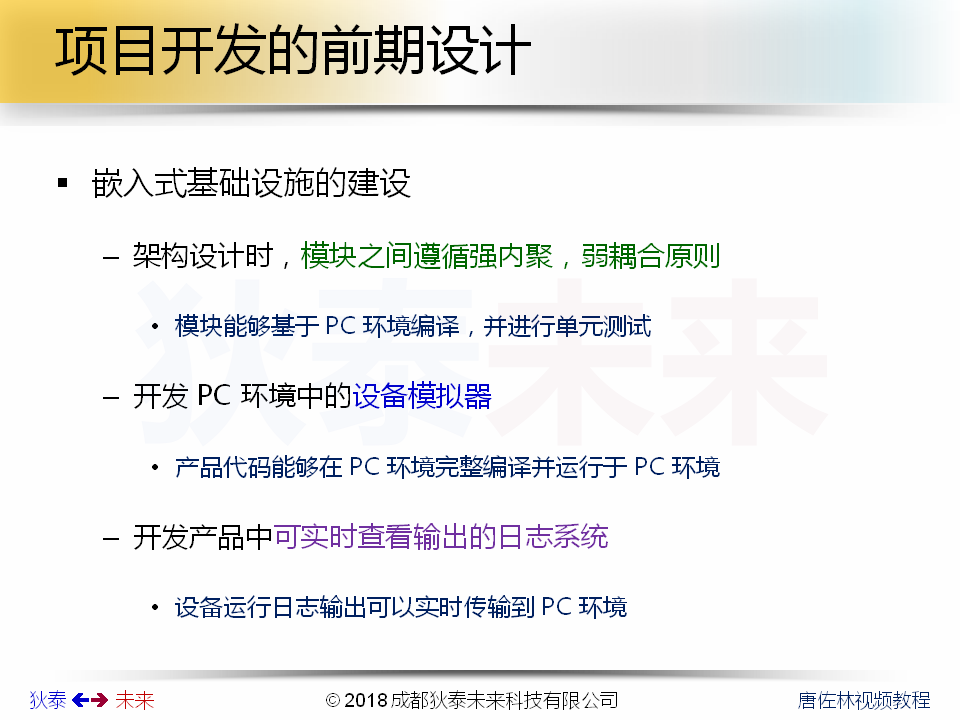 项目开发的前期设计
▪ 嵌入式基础设施的建设
– 架构设计时，模块之间遵循强内聚，弱耦合原则
• 模块能够基于 PC 环境编译，并进行单元测试
– 开发 PC 环境中的设备模拟器
• 产品代码能够在 PC 环境完整编译并运行于 PC 环境
– 开发产品中可实时查看输出的日志系统
• 设备运行日志输出可以实时传输到 PC 环境
狄泰未来
狄泰 未来 © 2018 成都狄泰未来科技有限公司 唐佐林视频教程